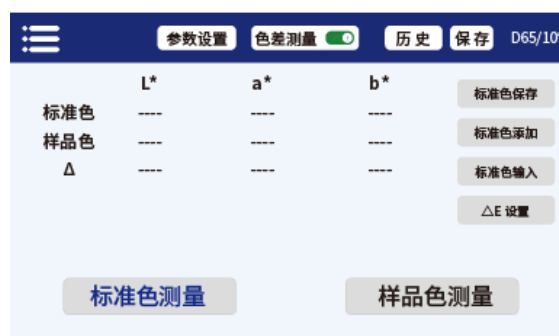 参数设置 色差测量 历史 保存 D65/10°
L* a* b*
标准色 ---- ---- ----
样品色 ---- ---- ----
Δ ---- ---- ----
标准色保存
标准色添加
标准色输入
△E 设置
标准色测量 样品色测量